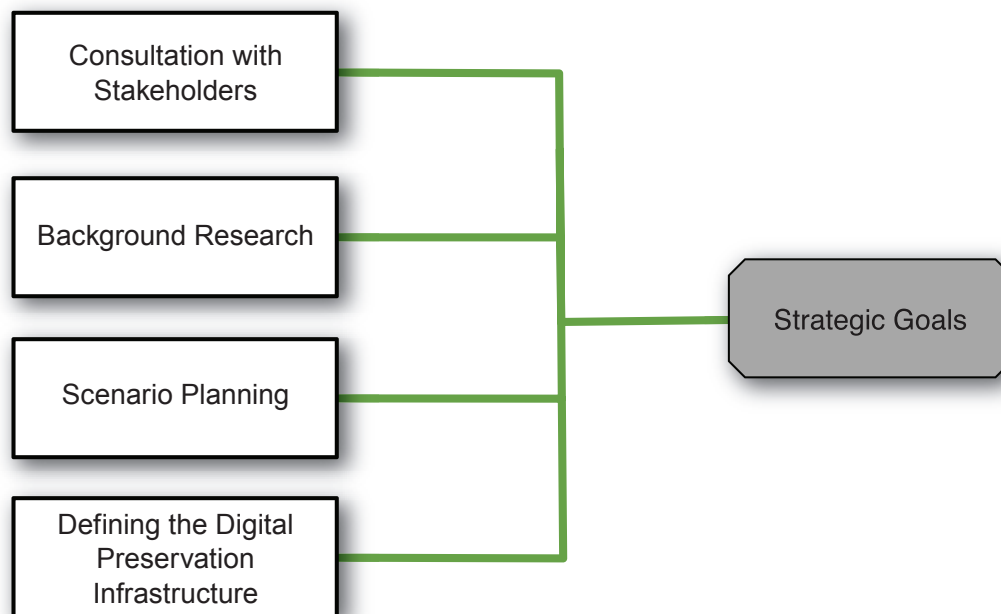 Consultation with
Stakeholders
Background Research
Strategic Goals
Scenario Planning
Defining the Digital
Preservation
Infrastructure